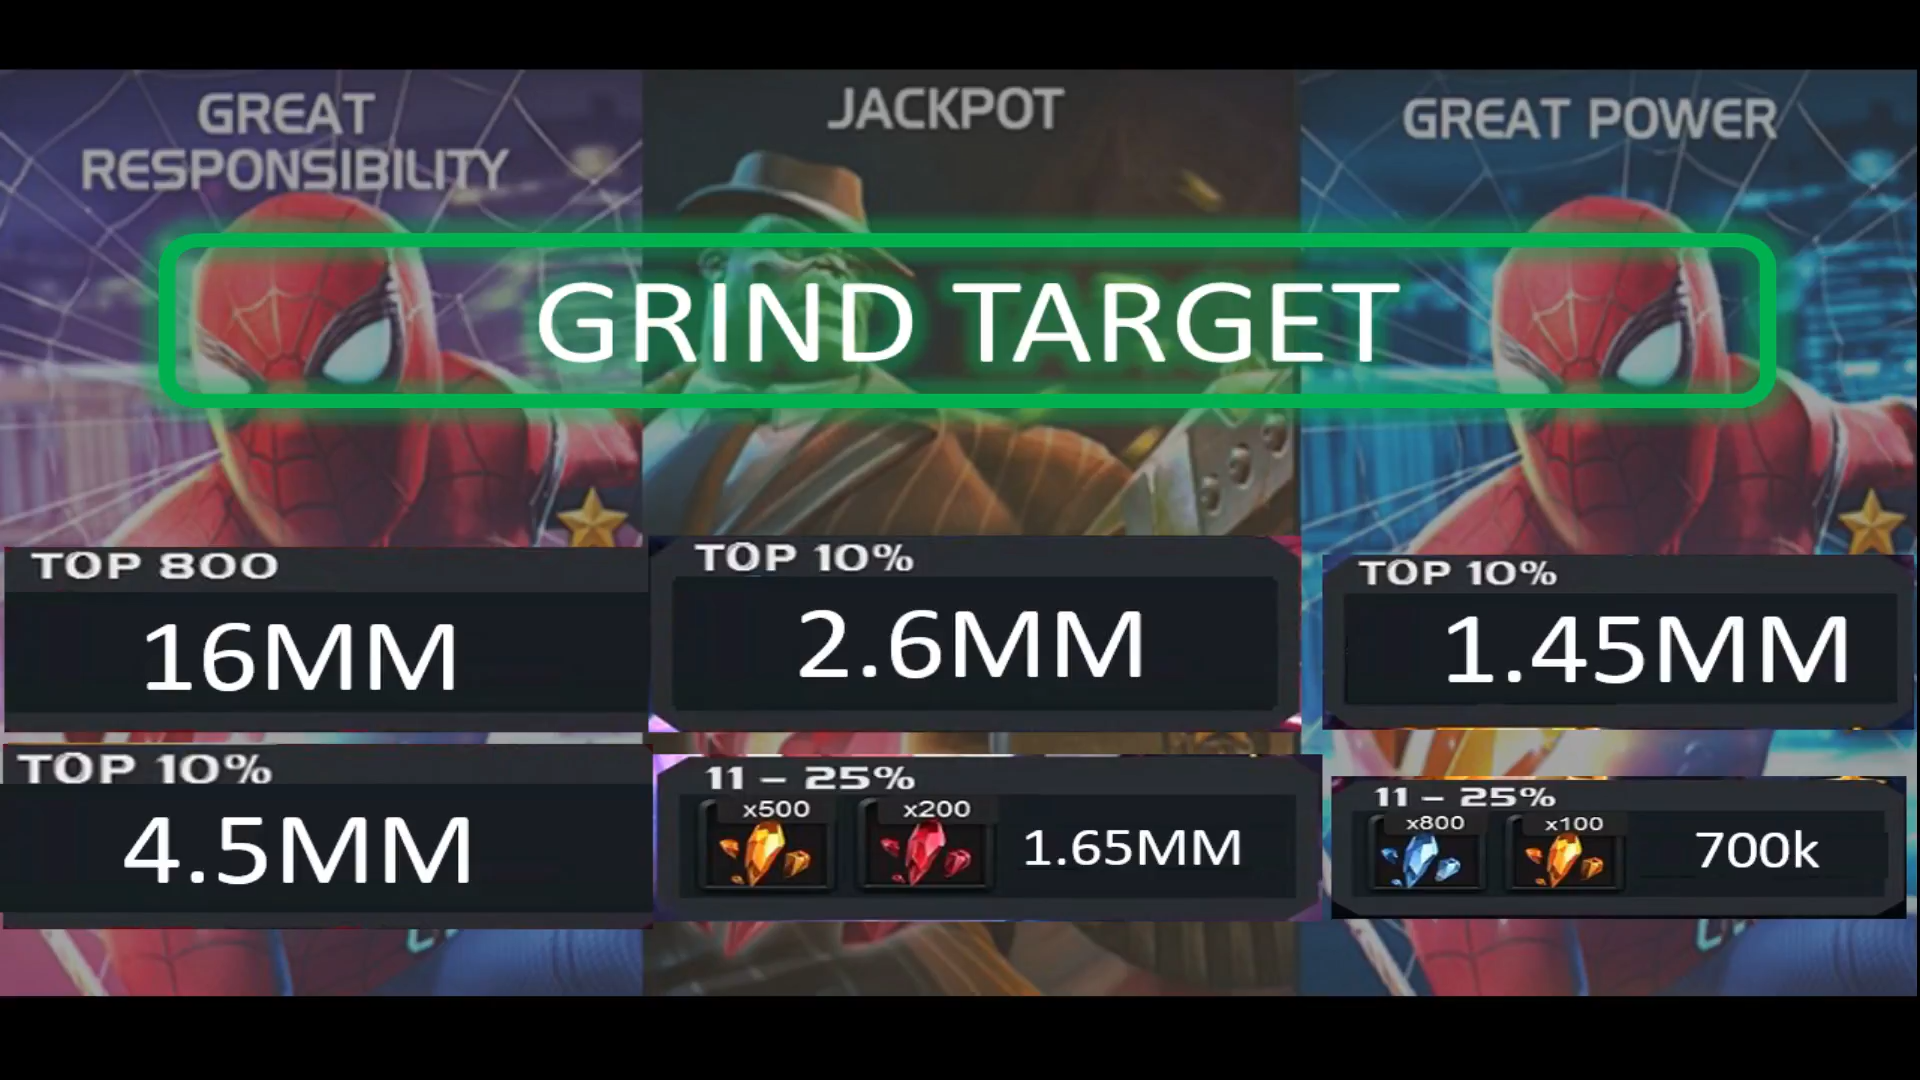 GREAT
RESPONSIBILITY
JACKPOT
GREAT POWER
GRIND TARGET
TOP 800
16MM
TOP 10%
4.5MM
TOP 10%
2.6MM
11 - 25%
x500 x200
1.65MM
TOP 10%
1.45MM
11 - 25%
x800 x100
700k